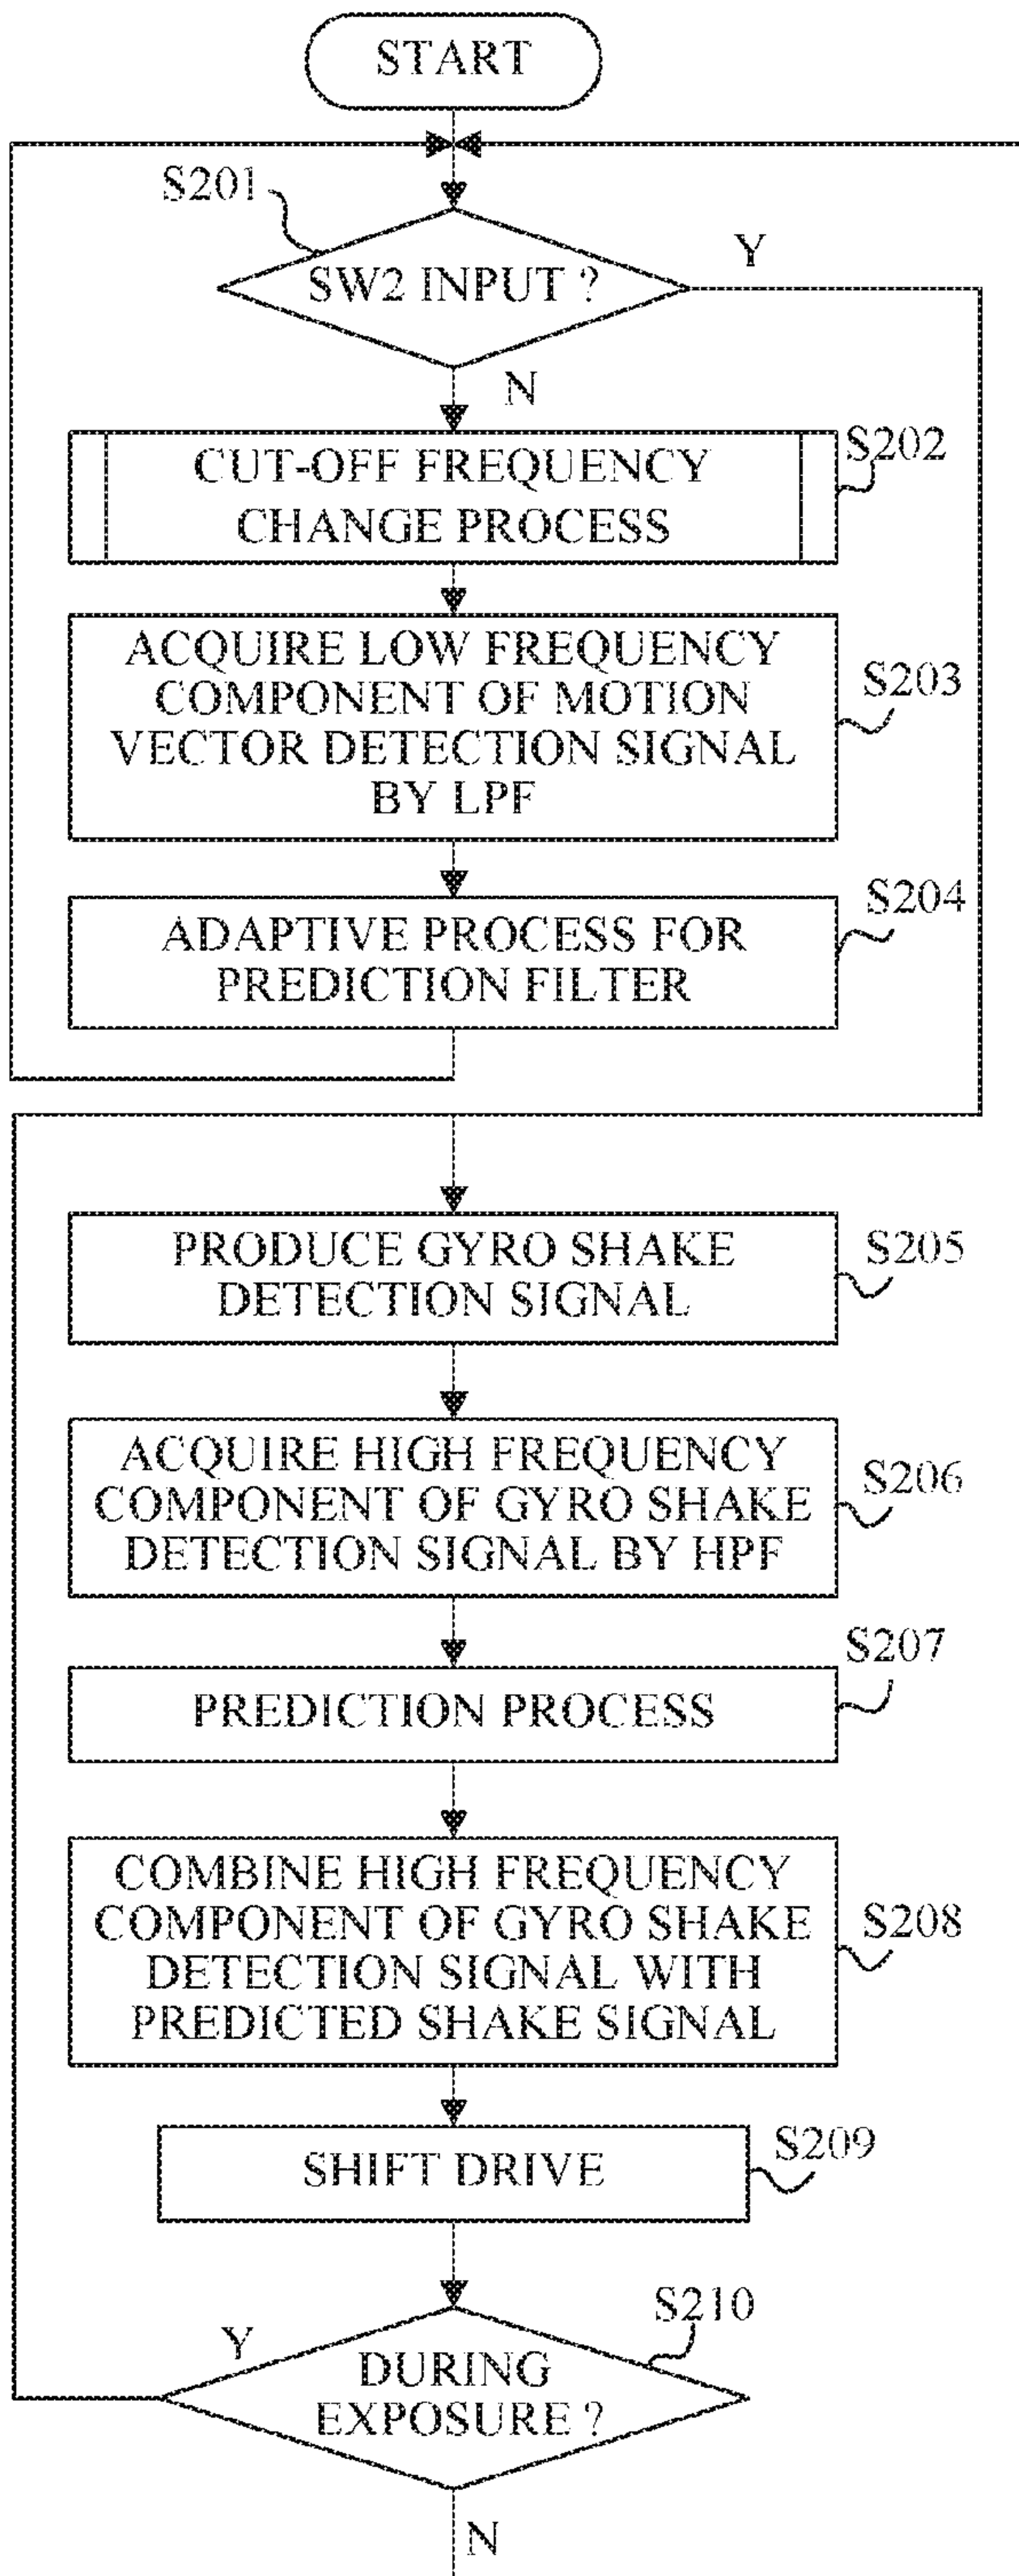 START
S201
SW2 INPUT ?
Y
N
CUT-OFF FREQUENCY
CHANGE PROCESS
S202
ACQUIRE LOW FREQUENCY
COMPONENT OF MOTION
VECTOR DETECTION SIGNAL
BY LPF
S203
ADAPTIVE PROCESS FOR
PREDICTION FILTER
S204
PRODUCE GYRO SHAKE
DETECTION SIGNAL
S205
ACQUIRE HIGH FREQUENCY
COMPONENT OF GYRO SHAKE
DETECTION SIGNAL BY HPF
S206
PREDICTION PROCESS
S207
COMBINE HIGH FREQUENCY
COMPONENT OF GYRO SHAKE
DETECTION SIGNAL WITH
PREDICTED SHAKE SIGNAL
S208
SHIFT DRIVE
S209
S210
Y
DURING
EXPOSURE ?
N